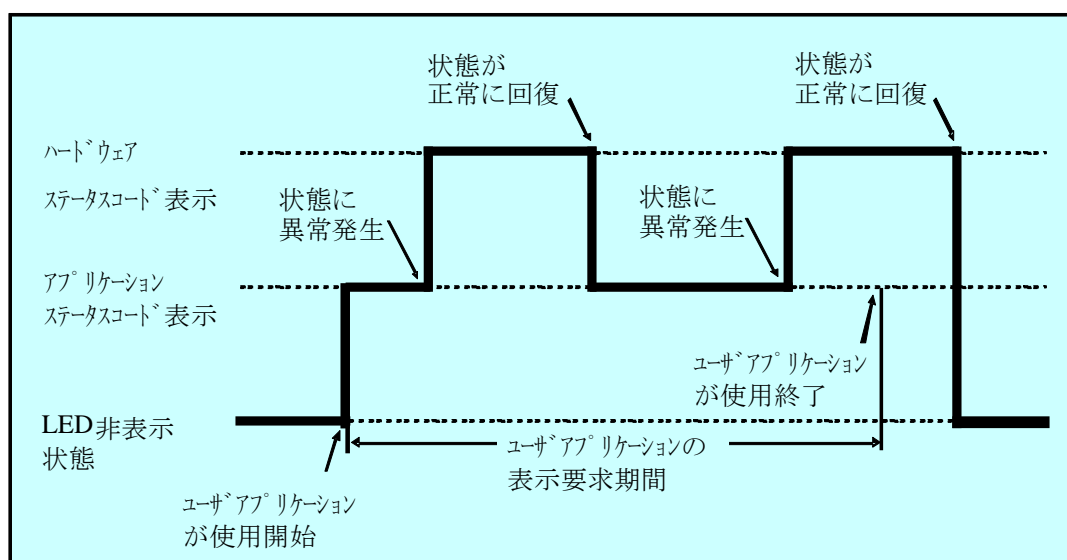 状態が
正常に回復
状態が
正常に回復
ﾊｰﾄﾞｳｪｱ
ｽﾃｰﾀｽｺｰﾄﾞ表示
状態に
異常発生
状態に
異常発生
ｱﾌﾟﾘｹｰｼｮﾝ
ｽﾃｰﾀｽｺｰﾄﾞ表示
ﾕｰｻﾞｱﾌﾟﾘｹｰｼｮﾝ
が使用終了
LED非表示
状態
ﾕｰｻﾞｱﾌﾟﾘｹｰｼｮﾝの
表示要求期間
ﾕｰｻﾞｱﾌﾟﾘｹｰｼｮﾝ
が使用開始